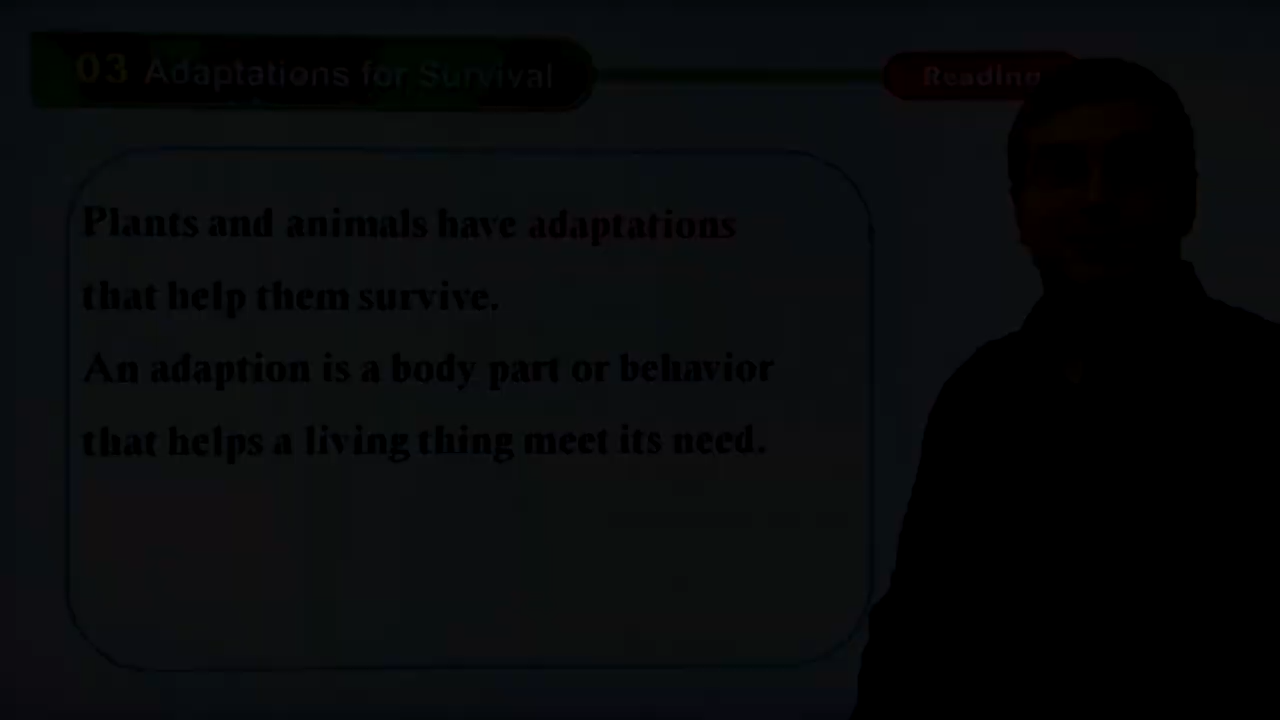 03 Adaptations for Survival
Reading
Plants and animals have adaptations
that help them survive.
An adaption is a body part or behavior
that helps a living thing meet its need.